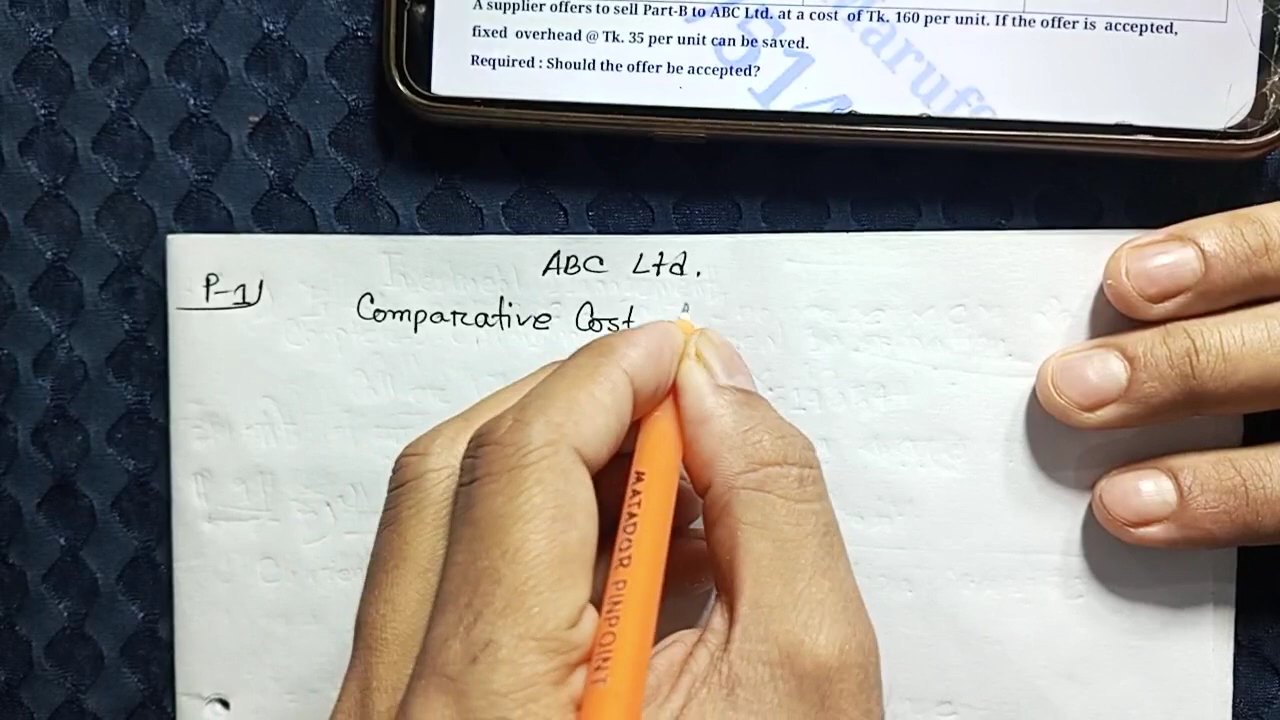 A supplier offers to sell Part-B to ABC Ltd. at a cost of Tk. 160 per unit. If the offer is accepted,
fixed overhead @ Tk. 35 per unit can be saved.
Required : Should the offer be accepted?
P-1
ABC Ltd.
Comparative Cost
MATADOR PINPOINT